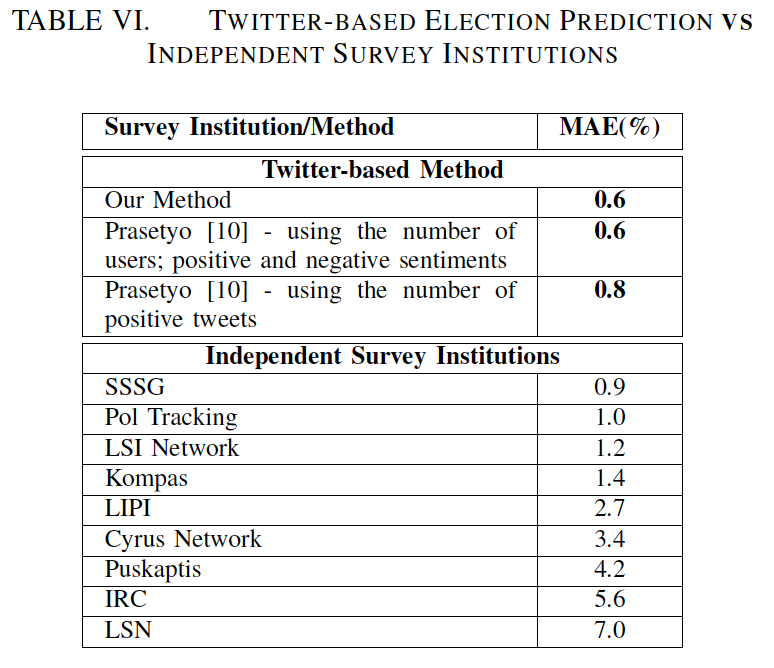 TABLE VI. TWITTER-BASED ELECTION PREDICTION VS
INDEPENDENT SURVEY INSTITUTIONS
Survey Institution/Method MAE(%)
Twitter-based Method
Our Method 0.6
Prasetyo [10] - using the number of 0.6
users; positive and negative sentiments
Prasetyo [10] - using the number of 0.8
positive tweets
Independent Survey Institutions
SSSG 0.9
Pol Tracking 1.0
LSI Network 1.2
Kompas 1.4
LIPI 2.7
Cyrus Network 3.4
Puskaptis 4.2
IRC 5.6
LSN 7.0